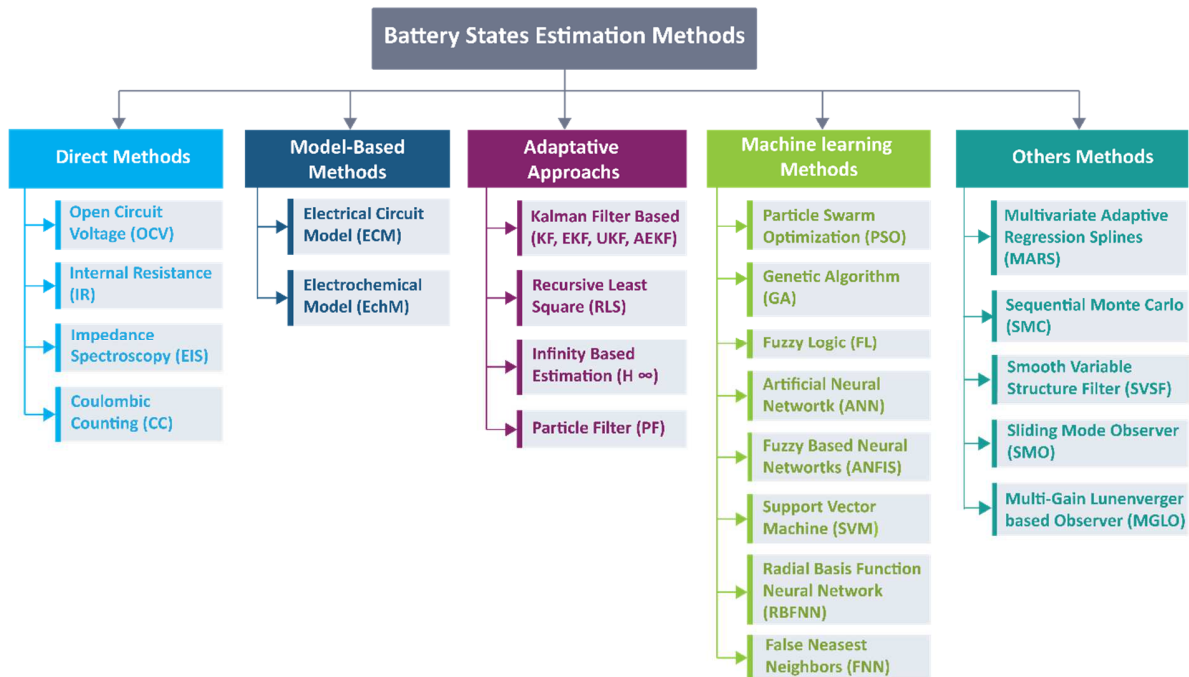 Battery States Estimation Methods
Direct Methods
Open Circuit
Voltage (OCV)
Internal Resistance
(IR)
Impedance
Spectroscopy (EIS)
Coulombic
Counting (CC)
Model-Based
Methods
Electrical Circuit
Model (ECM)
Electrochemical
Model (EchM)
Adaptative
Approachs
Kalman Filter Based
(KF, EKF, UKF, AEKF)
Recursive Least
Square (RLS)
Infinity Based
Estimation (H ∞)
Particle Filter (PF)
Machine learning
Methods
Particle Swarm
Optimization (PSO)
Genetic Algorithm
(GA)
Fuzzy Logic (FL)
Artificial Neural
Networtk (ANN)
Fuzzy Based Neural
Networtks (ANFIS)
Support Vector
Machine (SVM)
Radial Basis Function
Neural Network
(RBFNN)
False Neasest
Neighbors (FNN)
Others Methods
Multivariate Adaptive
Regression Splines
(MARS)
Sequential Monte Carlo
(SMC)
Smooth Variable
Structure Filter (SVSF)
Sliding Mode Observer
(SMO)
Multi-Gain Lunenverger
based Observer (MGLO)